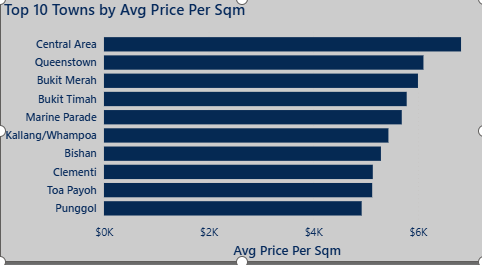 Top 10 Towns by Avg Price Per Sqm
Central Area
Queenstown
Bukit Merah
Bukit Timah
Marine Parade
Kallang/Whampoa
Bishan
Clementi
Toa Payoh
Punggol
$0K $2K $4K $6K
Avg Price Per Sqm